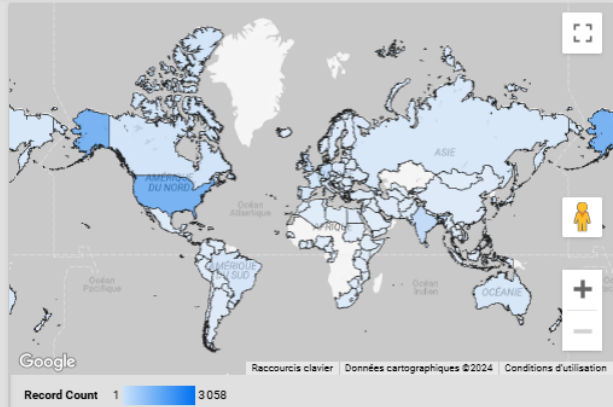 ASIE
AMÉRIQUE
DU NORD
Océan
Atlantique
AFRIQUE
AMÉRIQUE
DU SUD
Océan
Pacifique
Océan
Indien
OCÉANIE
+
−
Google
Raccourcis clavier
Données cartographiques ©2024
Conditions d'utilisation
Record Count 1 3 058